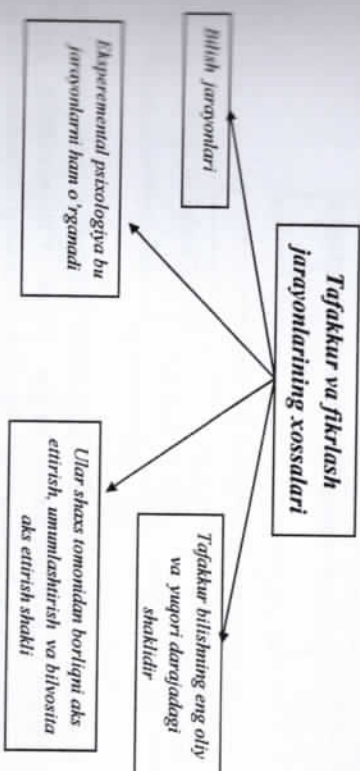 Tafakkur va fikrlash
jarayonlarining xossalari
Bilish jarayonlari
Eksperemental psixologiya bu
jarayonlarni ham o'rganadi
Ular shaxs tomonidan borliqni aks
ettirish, umumlashtirish va bilvosita
aks ettirish shakli
Tafakkur bilishning eng oliy
va yuqori darajadagi
shaklidir